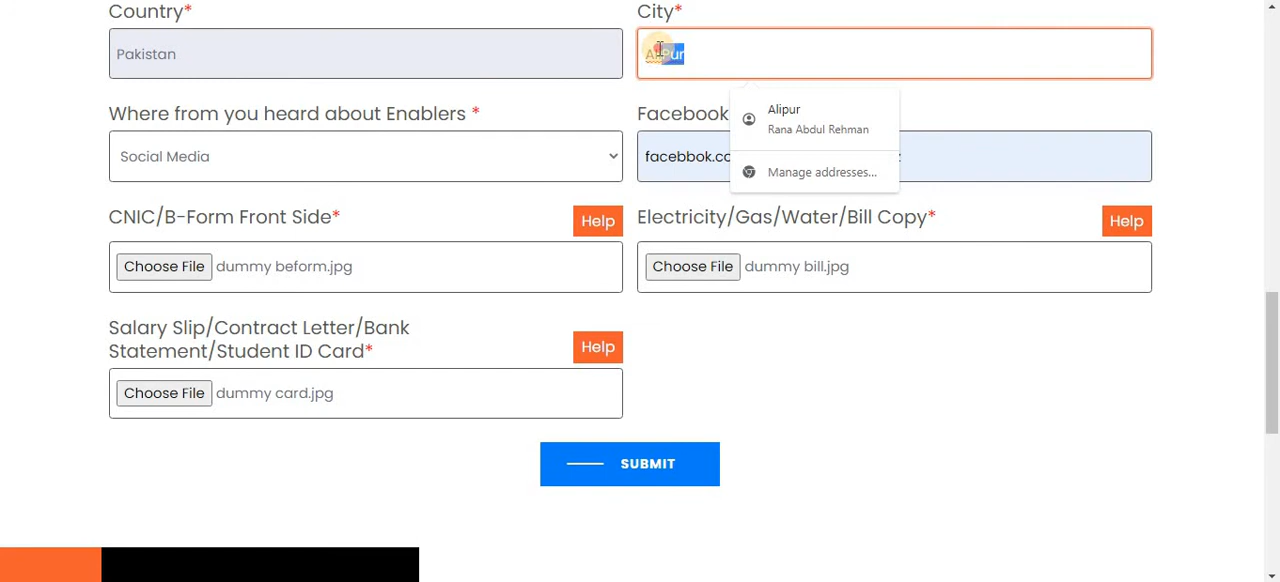 Country*
City*
Pakistan
AliPur
Alipur
Rana Abdul Rehman
Manage addresses...
Where from you heard about Enablers *
Facebook
Social Media
facebbok.co
CNIC/B-Form Front Side*
Help
Electricity/Gas/Water/Bill Copy*
Help
Choose File dummy beform.jpg
Choose File dummy bill.jpg
Salary Slip/Contract Letter/Bank
Statement/Student ID Card*
Help
Choose File dummy card.jpg
SUBMIT